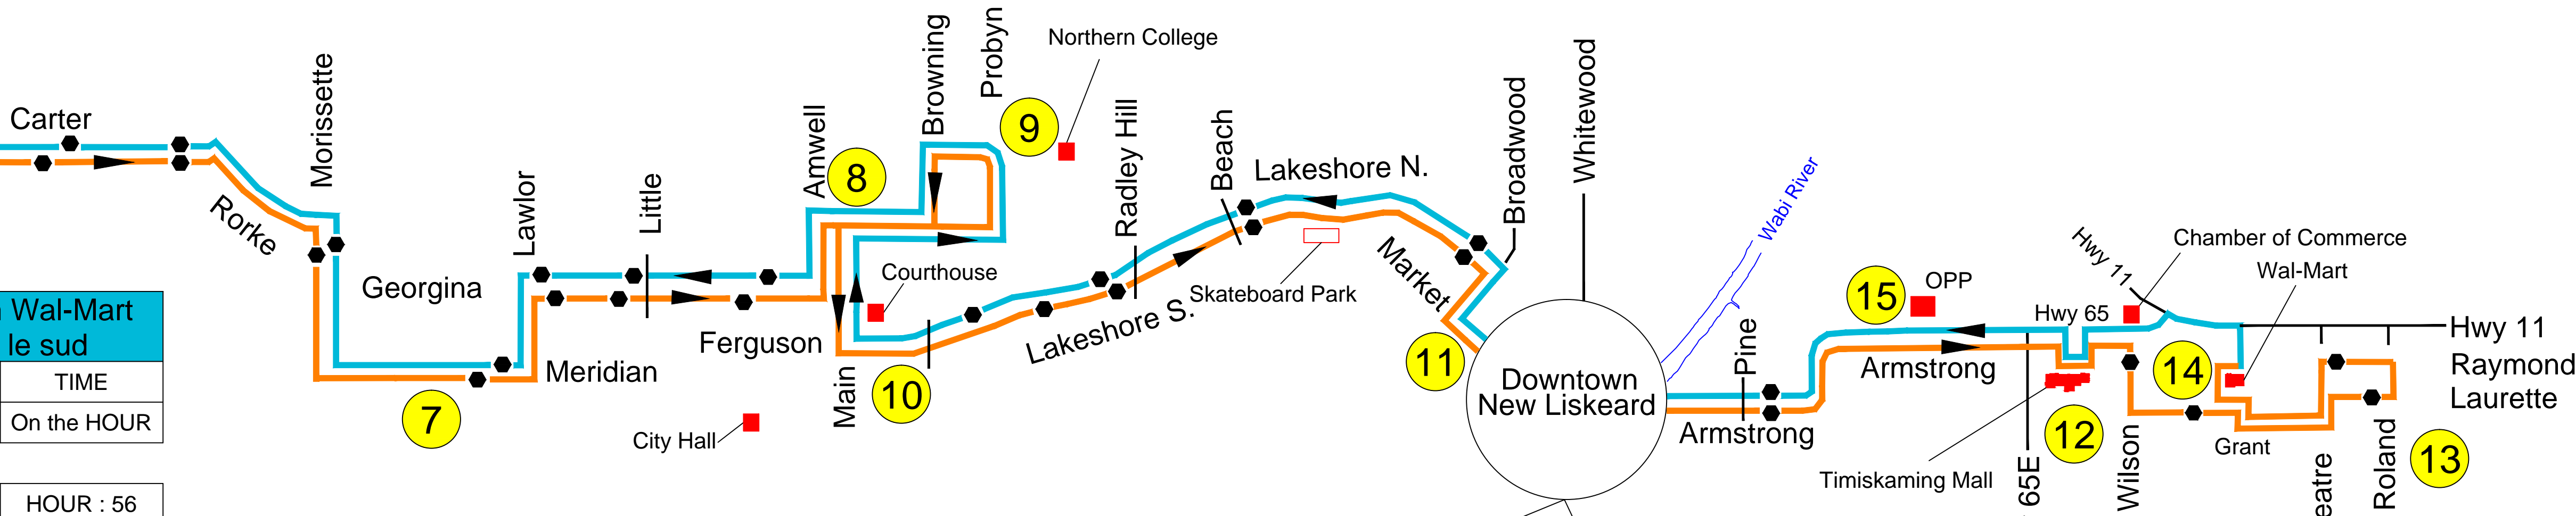 Carter
Rorke
Morissette
Georgina
7
Lawlor
Meridian
Little
Ferguson
City Hall
Amwell
8
Main
Courthouse
10
Browning
Probyn
9
Northern College
Lakeshore S.
Radley Hill
Beach
Lakeshore N.
Skateboard Park
Market
11
Broadwood
Whitewood
Downtown
New Liskeard
Wabi River
Pine
Armstrong
15
OPP
Armstrong
Hwy 65
65E
Timiskaming Mall
12
Hwy 11
Chamber of Commerce
Wal-Mart
14
Wilson
Grant
eatre
Roland
13
Hwy 11
Raymond
Laurette
Wal-Mart
le sud
TIME
On the HOUR
HOUR : 56